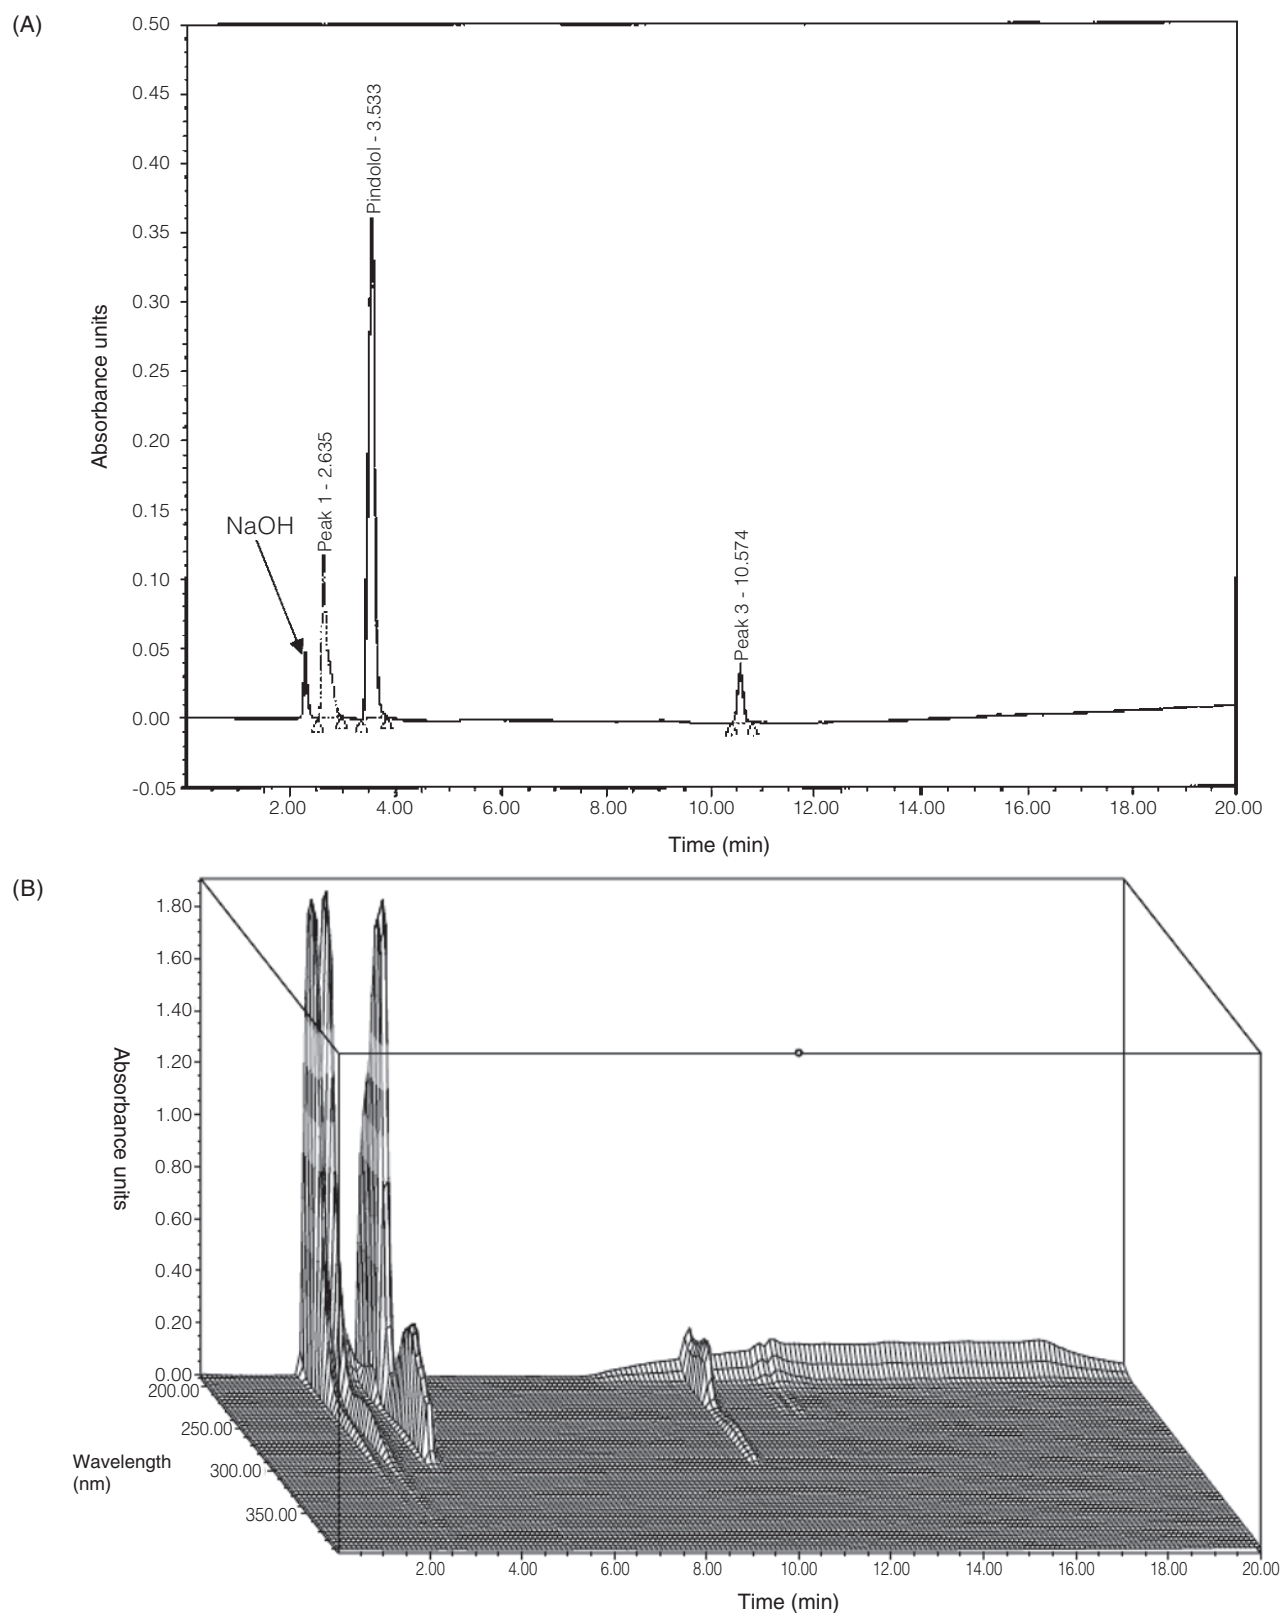 (A)
0.50
0.45
0.40
0.35
0.30
0.25
0.20
0.15
0.10
0.05
0.00
-0.05
Absorbance units
NaOH
Peak 1 - 2.635
Pindolol - 3.533
Peak 3 - 10.574
2.00 4.00 6.00 8.00 10.00 12.00 14.00 16.00 18.00 20.00
Time (min)
(B)
1.80
1.60
1.40
1.20
1.00
0.80
0.60
0.40
0.20
0.00
Absorbance units
200.00
250.00
300.00
350.00
Wavelength
(nm)
2.00 4.00 6.00 8.00 10.00 12.00 14.00 16.00 18.00 20.00
Time (min)